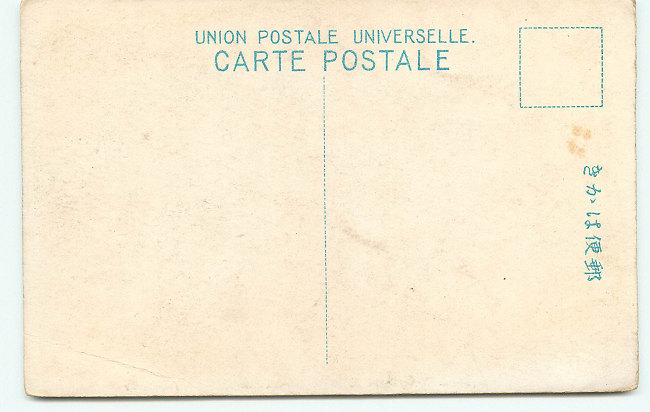 UNION POSTALE UNIVERSELLE.
CARTE POSTALE
郵便はかき